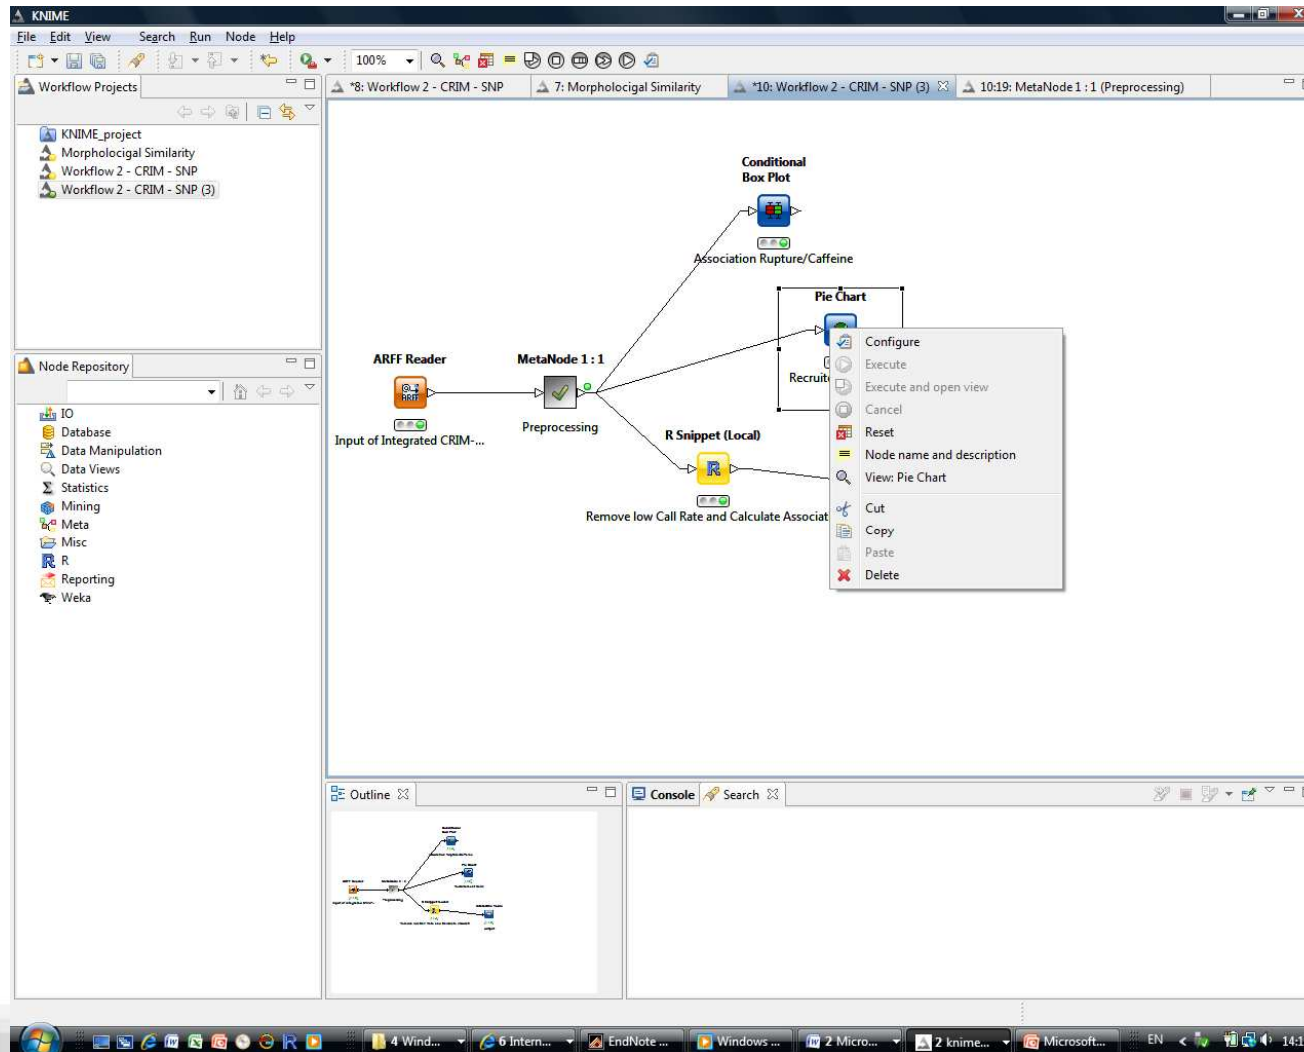 KNIME
File Edit View Search Run Node Help
100%
Workflow Projects
*8: Workflow 2 - CRIM - SNP
7: Morpholocigal Similarity
*10: Workflow 2 - CRIM - SNP (3)
10:19: MetaNode 1 : 1 (Preprocessing)
KNIME_project
Morpholocigal Similarity
Workflow 2 - CRIM - SNP
Workflow 2 - CRIM - SNP (3)
Node Repository
IO
Database
Data Manipulation
Data Views
Statistics
Mining
Meta
Misc
R
Reporting
Weka
Conditional
Box Plot
Association Rupture/Caffeine
Pie Chart
Recruit
ARFF Reader
ARFF
Input of Integrated CRIM-...
MetaNode 1 : 1
Preprocessing
R Snippet (Local)
R
Remove low Call Rate and Calculate Associat
Configure
Execute
Execute and open view
Cancel
Reset
Node name and description
View: Pie Chart
Cut
Copy
Paste
Delete
Outline
Console
Search
4 Wind...
6 Intern...
EndNote ...
Windows ...
2 Micro...
2 knime...
Microsoft...
EN
14:1